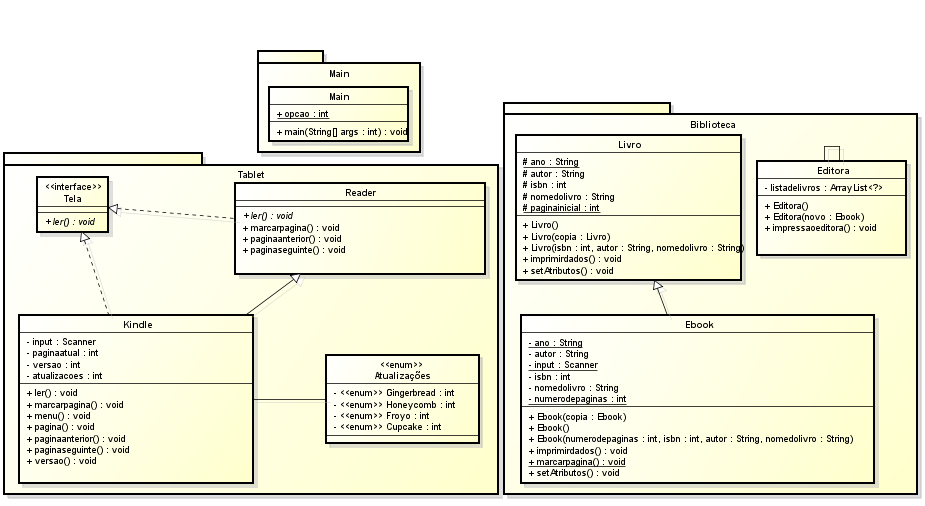 Main
Main
+ opcao : int
+ main(String[] args : int) : void
Tablet
<<interface>>
Tela
+ ler() : void
Reader
+ ler() : void
+ marcarpagina() : void
+ paginaanterior() : void
+ paginaseguinte() : void
Kindle
- input : Scanner
- paginaatual : int
- versao : int
- atualizacoes : int
+ ler() : void
+ marcarpagina() : void
+ menu() : void
+ pagina() : void
+ paginaanterior() : void
+ paginaseguinte() : void
+ versao() : void
<<enum>>
Atualizações
- <<enum>> Gingerbread : int
- <<enum>> Honeycomb : int
- <<enum>> Froyo : int
- <<enum>> Cupcake : int
Biblioteca
Livro
# ano : String
# autor : String
# isbn : int
# nomedolivro : String
# paginainicial : int
+ Livro()
+ Livro(copia : Livro)
+ Livro(isbn : int, autor : String, nomedolivro : String)
+ imprimirdados() : void
+ setAtributos() : void
Editora
- listadelivros : ArrayList<?>
+ Editora()
+ Editora(novo : Ebook)
+ impressaoeditora() : void
Ebook
- ano : String
- autor : String
- input : Scanner
- isbn : int
- nomedolivro : String
- numerodepaginas : int
+ Ebook(copia : Ebook)
+ Ebook()
+ Ebook(numerodepaginas : int, isbn : int, autor : String, nomedolivro : String)
+ imprimirdados() : void
+ marcarpagina() : void
+ setAtributos() : void